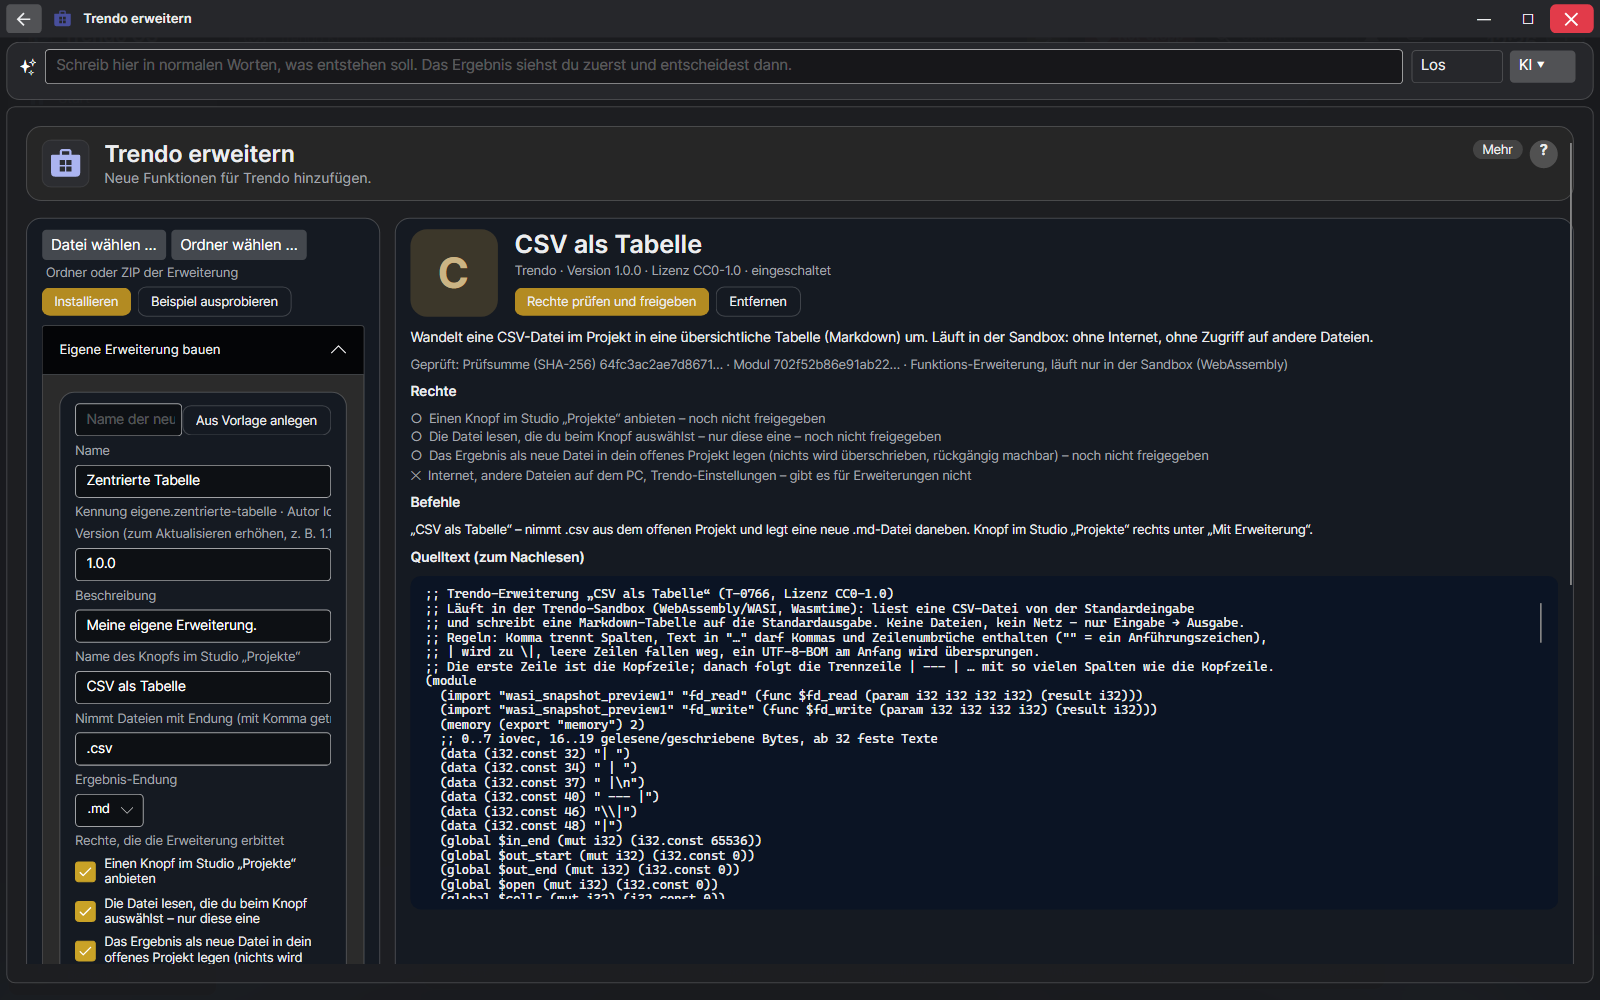 Trendo erweitern
Schreib hier in normalen Worten, was entstehen soll. Das Ergebnis siehst du zuerst und entscheidest dann.
Los
KI ▾
Trendo erweitern
Neue Funktionen für Trendo hinzufügen.
Mehr
?
Datei wählen ...
Ordner wählen ...
Ordner oder ZIP der Erweiterung
Installieren
Beispiel ausprobieren
Eigene Erweiterung bauen
Name der neu
Aus Vorlage anlegen
Name
Zentrierte Tabelle
Kennung eigene.zentrierte-tabelle · Autor
Version (zum Aktualisieren erhöhen, z. B. 1.1
1.0.0
Beschreibung
Meine eigene Erweiterung.
Name des Knopfs im Studio „Projekte“
CSV als Tabelle
Nimmt Dateien mit Endung (mit Komma getr
.csv
Ergebnis-Endung
.md
Rechte, die die Erweiterung erbittet
Einen Knopf im Studio „Projekte“
anbieten
Die Datei lesen, die du beim Knopf
auswählst – nur diese eine
Das Ergebnis als neue Datei in dein
offenes Projekt legen (nichts wird
C
CSV als Tabelle
Trendo · Version 1.0.0 · Lizenz CC0-1.0 · eingeschaltet
Rechte prüfen und freigeben
Entfernen
Wandelt eine CSV-Datei im Projekt in eine übersichtliche Tabelle (Markdown) um. Läuft in der Sandbox: ohne Internet, ohne Zugriff auf andere Dateien.
Geprüft: Prüfsumme (SHA-256) 64fc3ac2ae7d8671... · Modul 702f52b86e91ab22... · Funktions-Erweiterung, läuft nur in der Sandbox (WebAssembly)
Rechte
Einen Knopf im Studio „Projekte“ anbieten – noch nicht freigegeben
Die Datei lesen, die du beim Knopf auswählst – nur diese eine – noch nicht freigegeben
Das Ergebnis als neue Datei in dein offenes Projekt legen (nichts wird überschrieben, rückgängig machbar) – noch nicht freigegeben
Internet, andere Dateien auf dem PC, Trendo-Einstellungen – gibt es für Erweiterungen nicht
Befehle
„CSV als Tabelle“ – nimmt .csv aus dem offenen Projekt und legt eine neue .md-Datei daneben. Knopf im Studio „Projekte“ rechts unter „Mit Erweiterung“.
Quelltext (zum Nachlesen)
;; Trendo-Erweiterung „CSV als Tabelle“ (T-0766, Lizenz CC0-1.0)
;; Läuft in der Trendo-Sandbox (WebAssembly/WASI, Wasmtime): liest eine CSV-Datei von der Standardeingabe
;; und schreibt eine Markdown-Tabelle auf die Standardausgabe. Keine Dateien, kein Netz – nur Eingabe → Ausgabe.
;; Regeln: Komma trennt Spalten, Text in "…" darf Kommas und Zeilenumbrüche enthalten ("" = ein Anführungszeichen),
;; | wird zu \|, leere Zeilen fallen weg, ein UTF-8-BOM am Anfang wird übersprungen.
;; Die erste Zeile ist die Kopfzeile; danach folgt die Trennzeile | --- | … mit so vielen Spalten wie die Kopfzeile.
(module
(import "wasi_snapshot_preview1" "fd_read" (func $fd_read (param i32 i32 i32 i32) (result i32)))
(import "wasi_snapshot_preview1" "fd_write" (func $fd_write (param i32 i32 i32 i32) (result i32)))
(memory (export "memory") 2)
;; 0..7 iovec, 16..19 gelesene/geschriebene Bytes, ab 32 feste Texte
(data (i32.const 32) "| ")
(data (i32.const 34) " | ")
(data (i32.const 37) " |\n")
(data (i32.const 40) " --- |")
(data (i32.const 46) "\\|")
(data (i32.const 48) "|")
(global $in_end (mut i32) (i32.const 65536))
(global $out_start (mut i32) (i32.const 0))
(global $out_end (mut i32) (i32.const 0))
(global $open (mut i32) (i32.const 0))
(global $cells (mut i32) (i32.const 0))